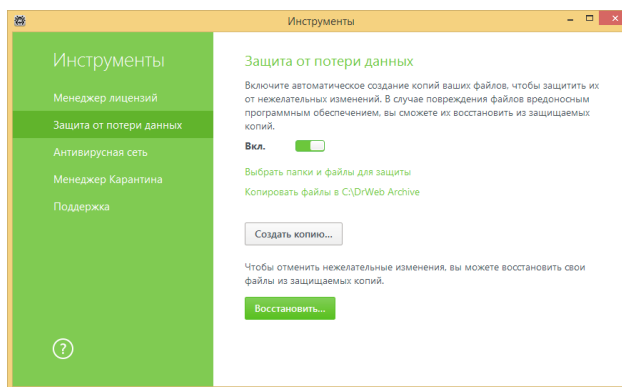 Инструменты
Инструменты
Менеджер лицензий
Защита от потери данных
Антивирусная сеть
Менеджер Карантина
Поддержка
?
Защита от потери данных
Включите автоматическое создание копий ваших файлов, чтобы защитить их
от нежелательных изменений. В случае повреждения файлов вредоносным
программным обеспечением, вы сможете их восстановить из защищаемых
копий.
Вкл.
Выбрать папки и файлы для защиты
Копировать файлы в C:\DrWeb Archive
Создать копию...
Чтобы отменить нежелательные изменения, вы можете восстановить свои
файлы из защищаемых копий.
Восстановить...